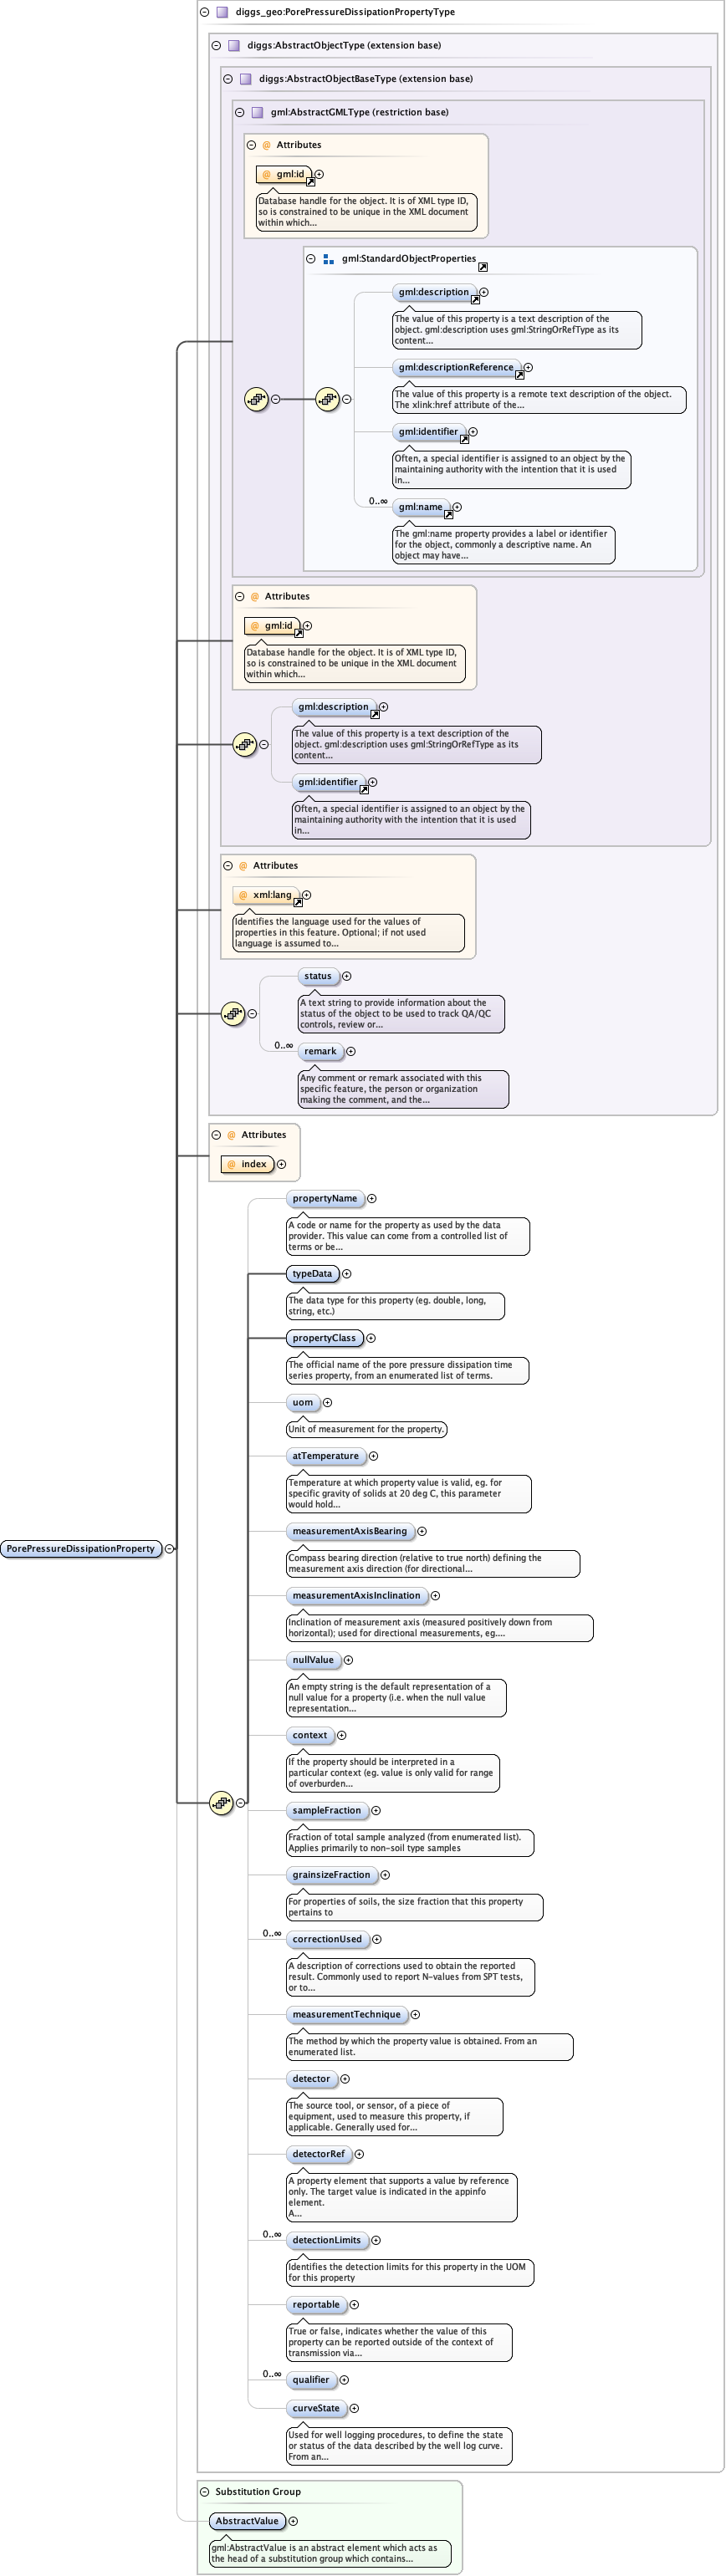 diggs_geo:PorePressureDissipationPropertyType
diggs:AbstractObjectType (extension base)
diggs:AbstractObjectBaseType (extension base)
gml:AbstractGMLType (restriction base)
@ Attributes
@ gml:id
Database handle for the object. It is of XML type ID,
so is constrained to be unique in the XML document
within which...
gml:StandardObjectProperties
gml:description
The value of this property is a text description of the
object. gml:description uses gml:StringOrRefType as its
content...
gml:descriptionReference
The value of this property is a remote text description of the object.
The xlink:href attribute of the...
gml:identifier
Often, a special identifier is assigned to an object by the
maintaining authority with the intention that it is used
in...
0..∞
gml:name
The gml:name property provides a label or identifier
for the object, commonly a descriptive name. An
object may have...
@ Attributes
@ gml:id
Database handle for the object. It is of XML type ID,
so is constrained to be unique in the XML document
within which...
gml:description
The value of this property is a text description of the
object. gml:description uses gml:StringOrRefType as its
content...
gml:identifier
Often, a special identifier is assigned to an object by the
maintaining authority with the intention that it is used
in...
@ Attributes
@ xml:lang
Identifies the language used for the values of
properties in this feature. Optional; if not used
language is assumed to...
status
A text string to provide information about the
status of the object to be used to track QA/QC
controls, review or...
0..∞
remark
Any comment or remark associated with this
specific feature, the person or organization
making the comment, and the...
@ Attributes
@ index
propertyName
A code or name for the property as used by the data
provider. This value can come from a controlled list of
terms or be...
typeData
The data type for this property (eg. double, long,
string, etc.)
propertyClass
The official name of the pore pressure dissipation time
series property, from an enumerated list of terms.
uom
Unit of measurement for the property.
atTemperature
Temperature at which property value is valid, eg. for
specific gravity of solids at 20 deg C, this parameter
would hold...
measurementAxisBearing
PorePressureDissipationProperty
Compass bearing direction (relative to true north) defining the
measurement axis direction (for directional...
measurementAxisInclination
Inclination of measurement axis (measured positively down from
horizontal); used for directional measurements, eg....
nullValue
An empty string is the default representation of a
null value for a property (i.e. when the null value
representation...
context
If the property should be interpreted in a
particular context (eg. value is only valid for range
of overburden...
sampleFraction
Fraction of total sample analyzed (from enumerated list).
Applies primarily to non-soil type samples
grainsizeFraction
For properties of soils, the size fraction that this property
pertains to
0..∞
correctionUsed
A description of corrections used to obtain the reported
result. Commonly used to report N-values from SPT tests,
or to...
measurementTechnique
The method by which the property value is obtained. From an
enumerated list.
detector
The source tool, or sensor, of a piece of
equipment, used to measure this property, if
applicable. Generally used for...
detectorRef
A property element that supports a value by reference
only. The target value is indicated in the appinfo
element.
A...
0..∞
detectionLimits
Identifies the detection limits for this property in the UOM
for this property
reportable
True or false, indicates whether the value of this
property can be reported outside of the context of
transmission via...
0..∞
qualifier
curveState
Used for well logging procedures, to define the state
or status of the data described by the well log curve.
From an...
Substitution Group
AbstractValue
gml:AbstractValue is an abstract element which acts as
the head of a substitution group which contains...